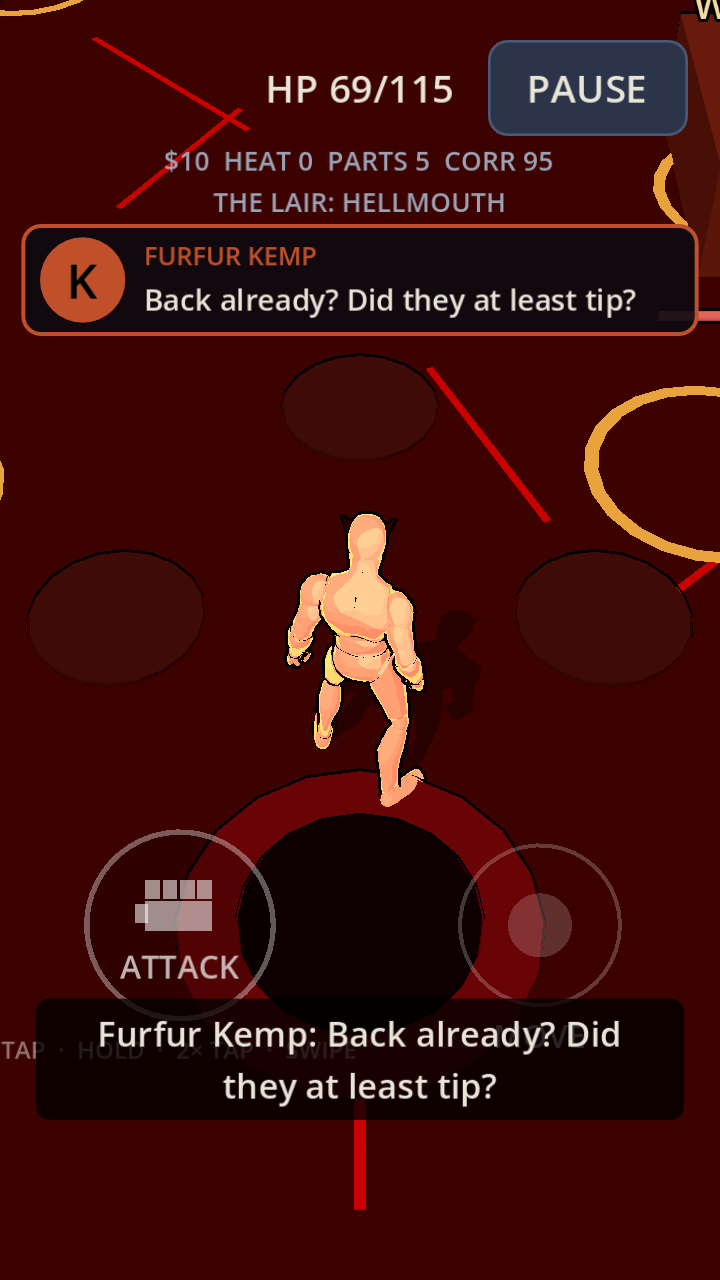 W
HP 69/115
PAUSE
$10 HEAT 0 PARTS 5 CORR 95
THE LAIR: HELLMOUTH
K
FURFUR KEMP
Back already? Did they at least tip?
ATTACK
Furfur Kemp: Back already? Did
they at least tip?
MOVE
TAP · HOLD · 2× TAP · SWIPE